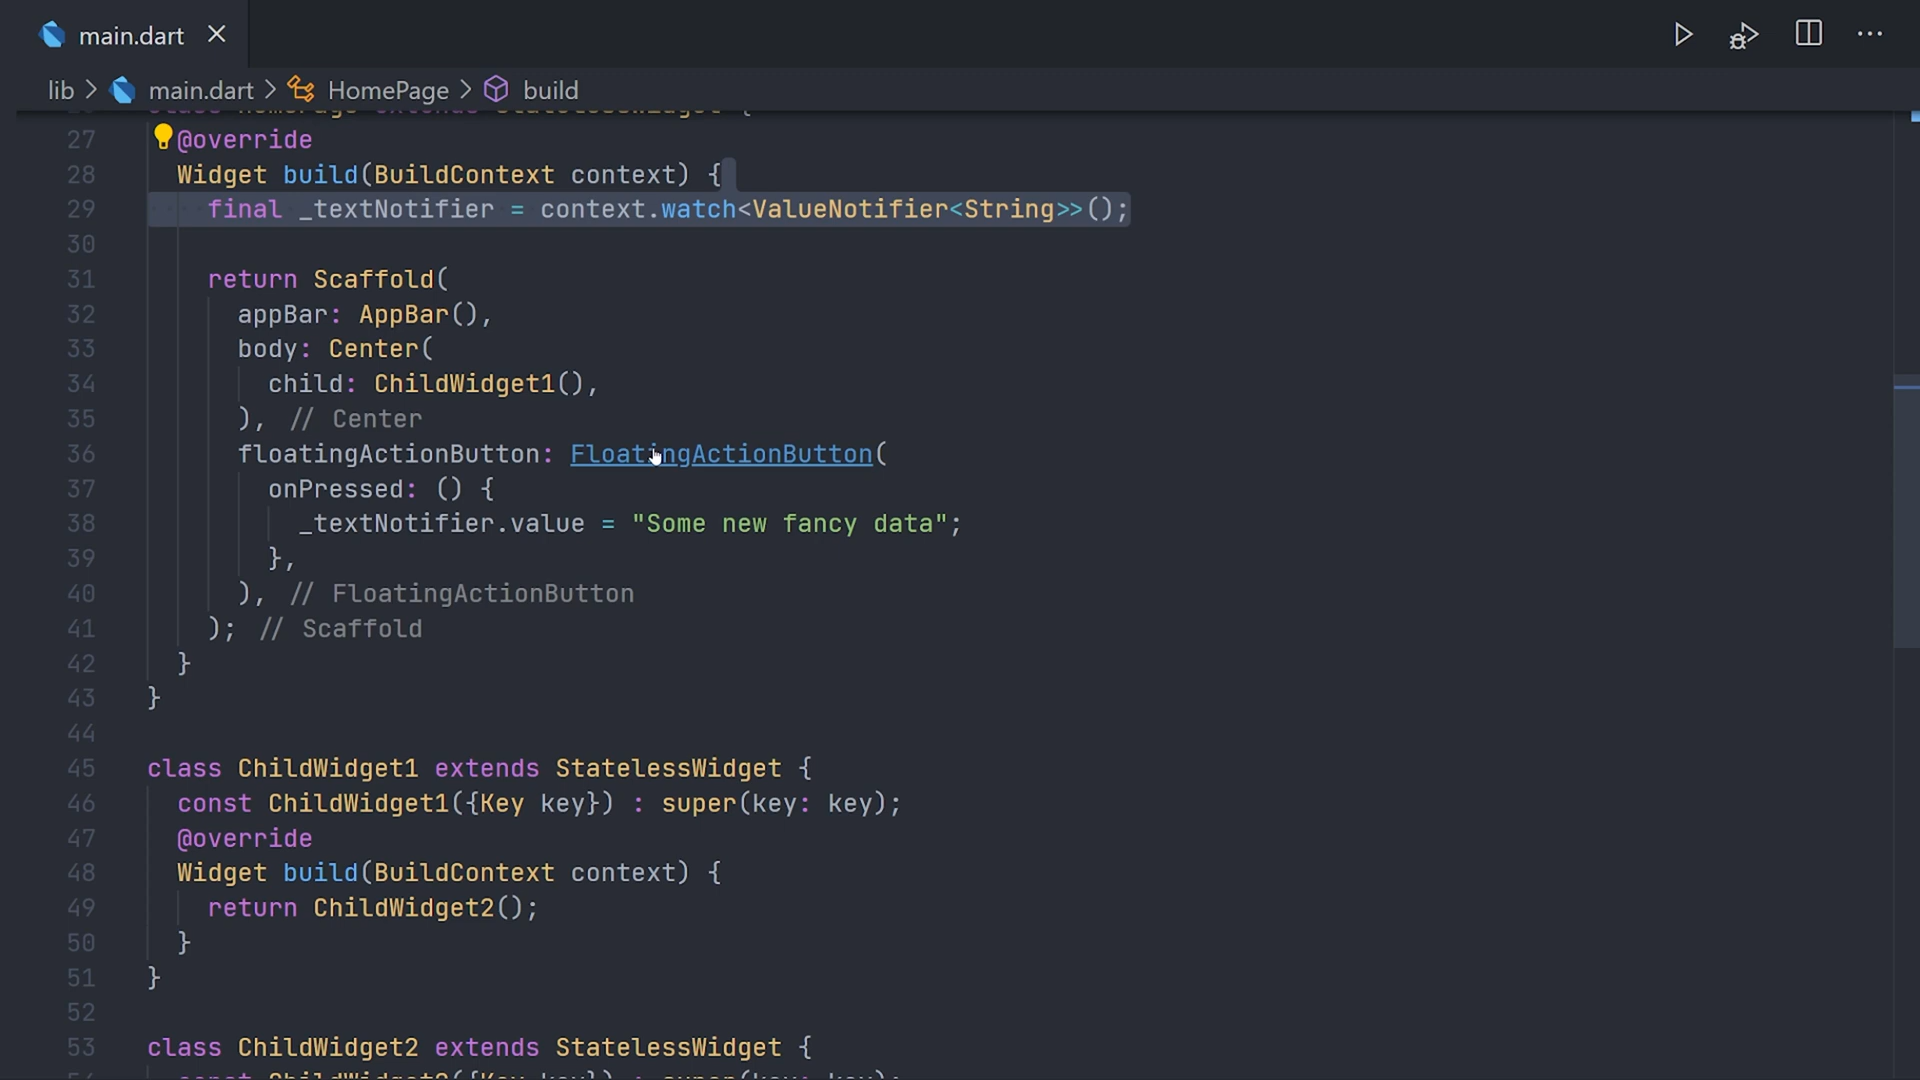 main.dart
lib > main.dart > HomePage > build
27 @override
28 Widget build(BuildContext context) {
29 final _textNotifier = context.watch<ValueNotifier<String>>();
30
31 return Scaffold(
32 appBar: AppBar(),
33 body: Center(
34 child: ChildWidget1(),
35 ), // Center
36 floatingActionButton: FloatingActionButton(
37 onPressed: () {
38 _textNotifier.value = "Some new fancy data";
39 },
40 ), // FloatingActionButton
41 ); // Scaffold
42 }
43 }
44
45 class ChildWidget1 extends StatelessWidget {
46 const ChildWidget1({Key key}) : super(key: key);
47 @override
48 Widget build(BuildContext context) {
49 return ChildWidget2();
50 }
51 }
52
53 class ChildWidget2 extends StatelessWidget {